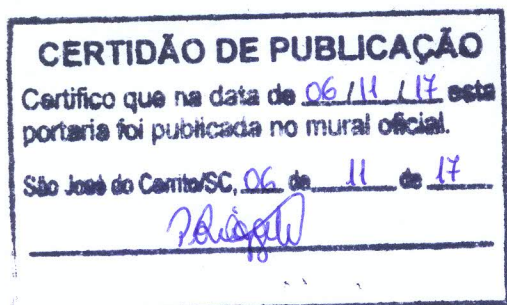 CERTIDÃO DE PUBLICAÇÃO
Certifico que na data de 06/11/17 esta
portaria foi publicada no mural oficial.
São José do Cerrito/SC, 06 de 11 de 17